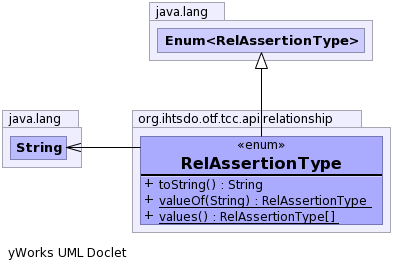 java.lang
Enum<RelAssertionType>
java.lang
String
org.ihtsdo.otf.tcc.api.relationship
«enum»
RelAssertionType
+ toString() : String
+ valueOf(String) : RelAssertionType
+ values() : RelAssertionType[]
yWorks UML Doclet